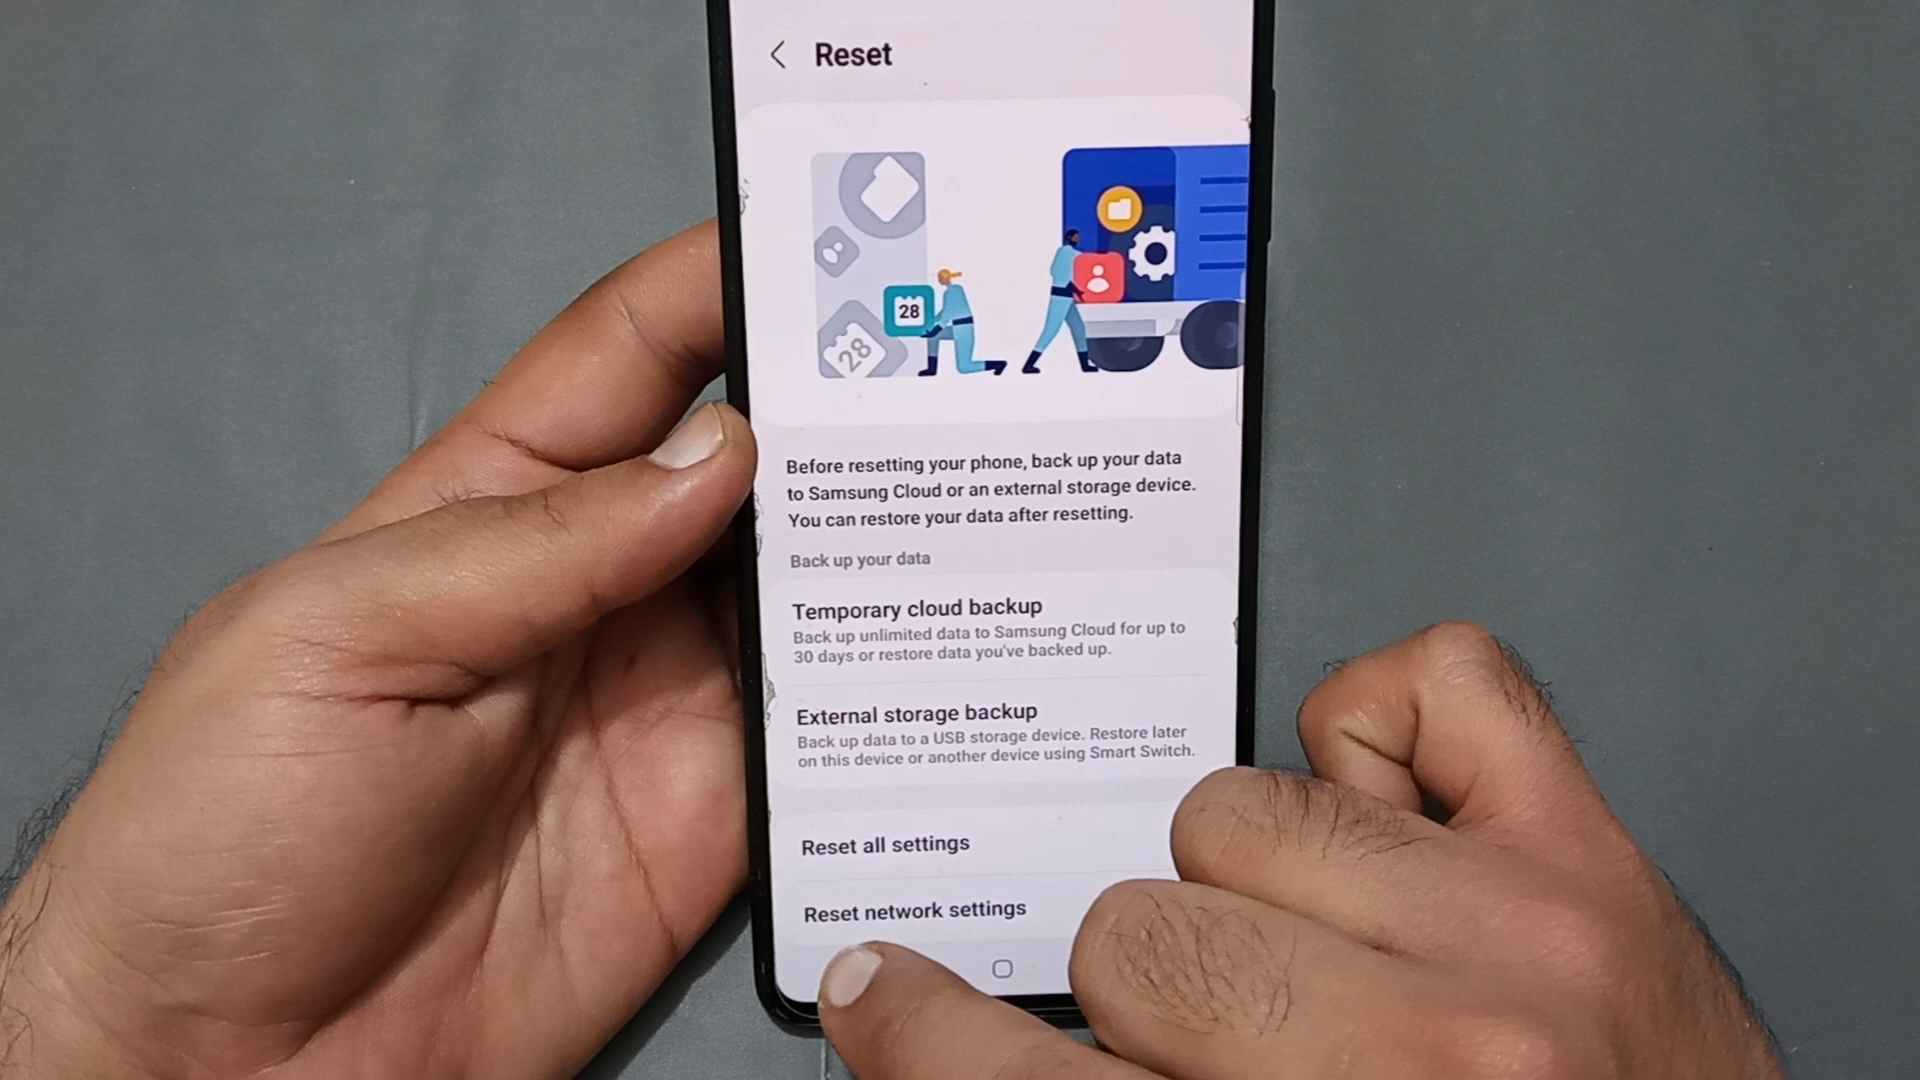 Reset
28
28
Before resetting your phone, back up your data
to Samsung Cloud or an external storage device.
You can restore your data after resetting.
Back up your data
Temporary cloud backup
Back up unlimited data to Samsung Cloud for up to
30 days or restore data you've backed up.
External storage backup
Back up data to a USB storage device. Restore later
on this device or another device using Smart Switch.
Reset all settings
Reset network settings